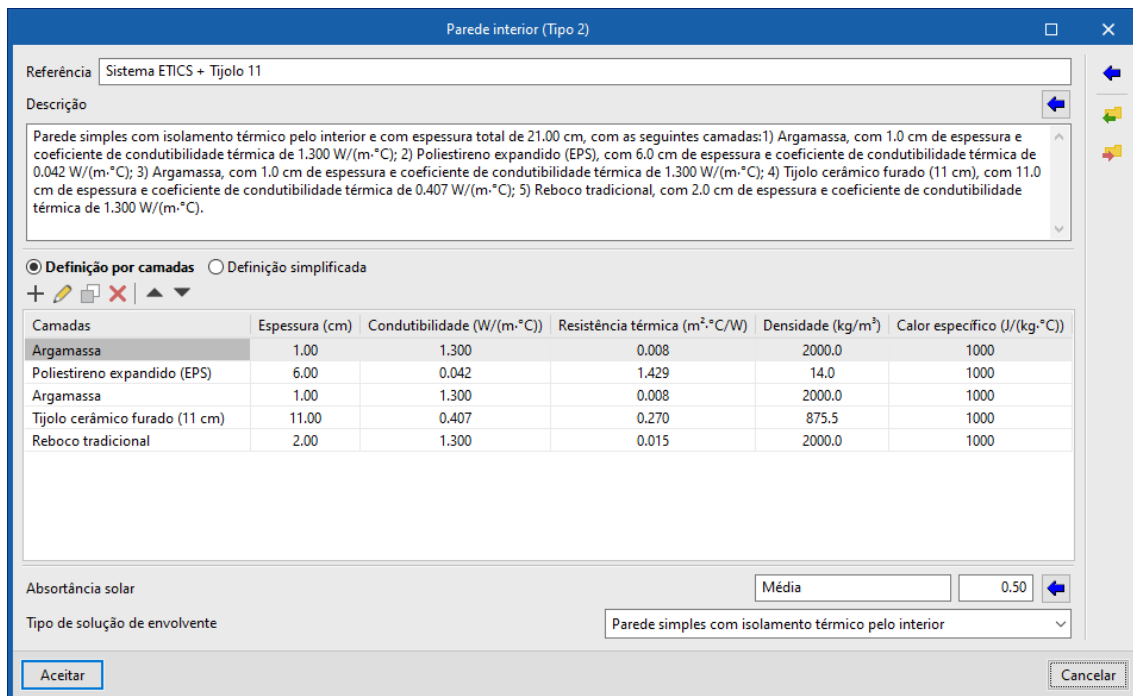 Parede interior (Tipo 2)
Referência Sistema ETICS + Tijolo 11
Descrição
Parede simples com isolamento térmico pelo interior e com espessura total de 21.00 cm, com as seguintes camadas:1) Argamassa, com 1.0 cm de espessura e
coeficiente de condutibilidade térmica de 1.300 W/(m·°C); 2) Poliestireno expandido (EPS), com 6.0 cm de espessura e coeficiente de condutibilidade térmica de
0.042 W/(m·°C); 3) Argamassa, com 1.0 cm de espessura e coeficiente de condutibilidade térmica de 1.300 W/(m·°C); 4) Tijolo cerâmico furado (11 cm), com 11.0
cm de espessura e coeficiente de condutibilidade térmica de 0.407 W/(m·°C); 5) Reboco tradicional, com 2.0 cm de espessura e coeficiente de condutibilidade
térmica de 1.300 W/(m·°C).
Definição por camadas Definição simplificada
Camadas Espessura (cm) Condutibilidade (W/(m·°C)) Resistência térmica (m²·°C/W) Densidade (kg/m³) Calor específico (J/(kg·°C))
Argamassa 1.00 1.300 0.008 2000.0 1000
Poliestireno expandido (EPS) 6.00 0.042 1.429 14.0 1000
Argamassa 1.00 1.300 0.008 2000.0 1000
Tijolo cerâmico furado (11 cm) 11.00 0.407 0.270 875.5 1000
Reboco tradicional 2.00 1.300 0.015 2000.0 1000
Absortância solar Média 0.50
Tipo de solução de envolvente Parede simples com isolamento térmico pelo interior
Aceitar Cancelar